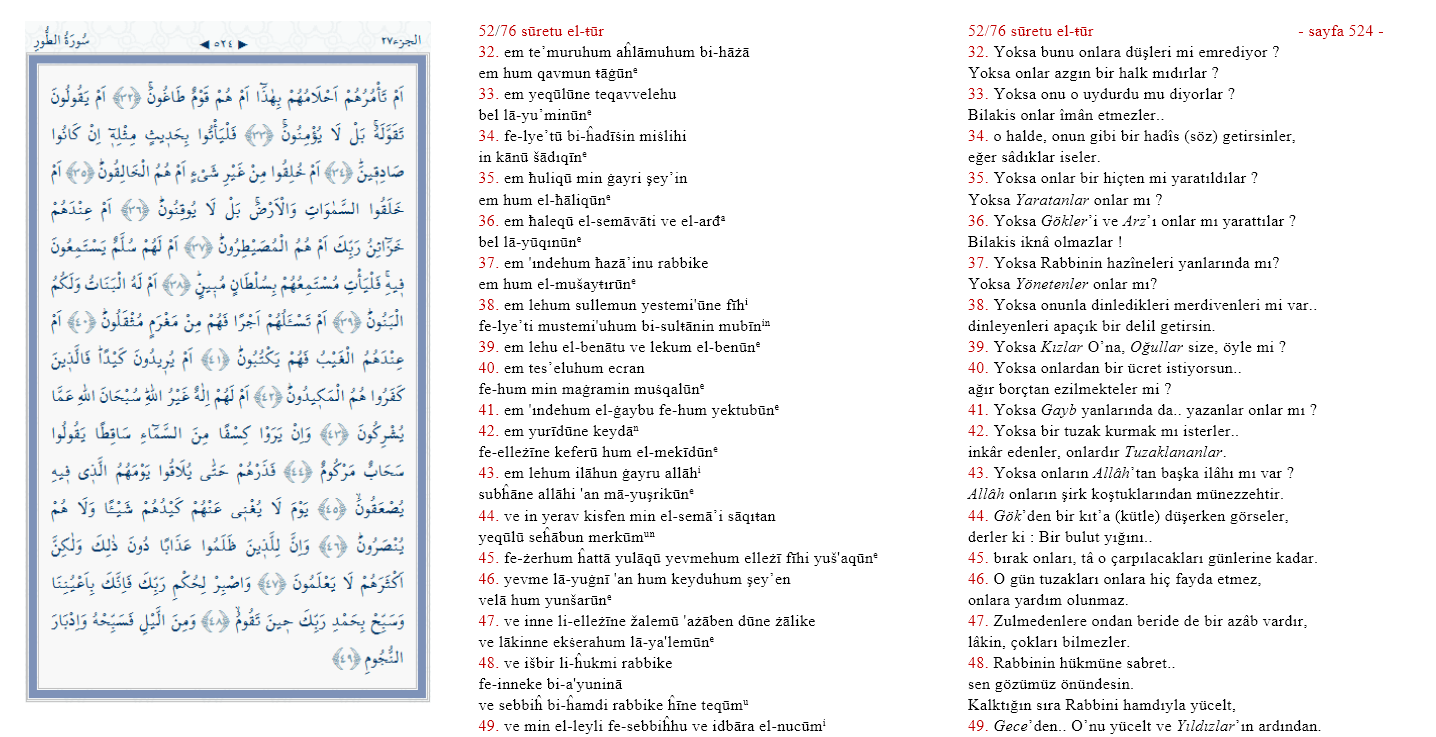 الجزء٢٧
◀ ٥٢٤ ▶
سُورَةُ الطُّورِ
اَمْ تَأْمُرُهُمْ اَحْلَامُهُمْ بِهٰذَٓا اَمْ هُمْ قَوْمٌ طَاغُونَۚ ﴿٣٢﴾ اَمْ يَقُولُونَ
تَقَوَّلَهُۚ بَلْ لَا يُؤْمِنُونَۚ ﴿٣٣﴾ فَلْيَأْتُوا بِحَد۪يثٍ مِثْلِه۪ٓ اِنْ كَانُوا
صَادِق۪ينَۜ ﴿٣٤﴾ اَمْ خُلِقُوا مِنْ غَيْرِ شَيْءٍ اَمْ هُمُ الْخَالِقُونَۜ ﴿٣٥﴾ اَمْ
خَلَقُوا السَّمٰوَاتِ وَالْاَرْضَۚ بَلْ لَا يُوقِنُونَۜ ﴿٣٦﴾ اَمْ عِنْدَهُمْ
خَزَٓائِنُ رَبِّكَ اَمْ هُمُ الْمُصَيْطِرُونَۜ ﴿٣٧﴾ اَمْ لَهُمْ سُلَّمٌ يَسْتَمِعُونَ
ف۪يهِۚ فَلْيَأْتِ مُسْتَمِعُهُمْ بِسُلْطَانٍ مُب۪ينٍۜ ﴿٣٨﴾ اَمْ لَهُ الْبَنَاتُ وَلَكُمُ
الْبَنُونَۜ ﴿٣٩﴾ اَمْ تَسْـَٔلُهُمْ اَجْرًا فَهُمْ مِنْ مَغْرَمٍ مُثْقَلُونَۜ ﴿٤٠﴾ اَمْ
عِنْدَهُمُ الْغَيْبُ فَهُمْ يَكْتُبُونَۜ ﴿٤١﴾ اَمْ يُر۪يدُونَ كَيْدًاۜ فَالَّذ۪ينَ
كَفَرُوا هُمُ الْمَك۪يدُونَۜ ﴿٤٢﴾ اَمْ لَهُمْ اِلٰهٌ غَيْرُ اللّٰهِۜ سُبْحَانَ اللّٰهِ عَمَّا
يُشْرِكُونَ ﴿٤٣﴾ وَاِنْ يَرَوْا كِسْفًا مِنَ السَّمَٓاءِ سَاقِطًا يَقُولُوا
سَحَابٌ مَرْكُومٌ ﴿٤٤﴾ فَذَرْهُمْ حَتّٰى يُلَاقُوا يَوْمَهُمُ الَّذ۪ي ف۪يهِ
يُصْعَقُونَۙ ﴿٤٥﴾ يَوْمَ لَا يُغْن۪ي عَنْهُمْ كَيْدُهُمْ شَيْـًٔا وَلَا هُمْ
يُنْصَرُونَۜ ﴿٤٦﴾ وَاِنَّ لِلَّذ۪ينَ ظَلَمُوا عَذَابًا دُونَ ذٰلِكَ وَلٰكِنَّ
اَكْثَرَهُمْ لَا يَعْلَمُونَ ﴿٤٧﴾ وَاصْبِرْ لِحُكْمِ رَبِّكَ فَاِنَّكَ بِاَعْيُنِنَا
وَسَبِّحْ بِحَمْدِ رَبِّكَ ح۪ينَ تَقُومُۙ ﴿٤٨﴾ وَمِنَ الَّيْلِ فَسَبِّحْهُ وَاِدْبَارَ
النُّجُومِ ﴿٤٩﴾
52/76 sūretu el-ŧūr
32. em te’muruhum aĥlāmuhum bi-hāżā
em hum qavmun ŧāġūnᵉ
33. em yeqūlūne teqavvelehu
bel lā-yu’minūnᵉ
34. fe-lye’tū bi-ĥadīŝin miŝlihi
in kānū šādıqīnᵉ
35. em ħuliqū min ġayri şey’in
em hum el-ħāliqūnᵉ
36. em ħaleqū el-semāvāti ve el-arđᵃ
bel lā-yūqınūnᵉ
37. em 'ındehum ħazā’inu rabbike
em hum el-mušayŧırūnᵉ
38. em lehum sullemun yestemi'ūne fīhⁱ
fe-lye’ti mustemi'uhum bi-sulŧānin mubīnⁱⁿ
39. em lehu el-benātu ve lekum el-benūnᵉ
40. em tes’eluhum ecran
fe-hum min maġramin muŝqalūnᵉ
41. em 'ındehum el-ġaybu fe-hum yektubūnᵉ
42. em yurīdūne keydāⁿ
fe-elleżīne keferū hum el-mekīdūnᵉ
43. em lehum ilāhun ġayru allāhⁱ
subĥāne allāhi 'an mā-yuşrikūnᵉ
44. ve in yerav kisfen min el-semā’i sāqıŧan
yeqūlū seĥābun merkūmᵘⁿ
45. fe-żerhum ĥattā yulāqū yevmehum elleżī fīhi yuš'aqūnᵉ
46. yevme lā-yuġnī 'an hum keyduhum şey’en
velā hum yunšarūnᵉ
47. ve inne li-elleżīne žalemū 'ażāben dūne żālike
ve lākinne ekŝerahum lā-ya'lemūnᵉ
48. ve išbir li-ĥukmi rabbike
fe-inneke bi-a'yuninā
ve sebbiĥ bi-ĥamdi rabbike ĥīne teqūmᵘ
49. ve min el-leyli fe-sebbiĥhu ve idbāra el-nucūmⁱ
52/76 sūretu el-ŧūr - sayfa 524 -
32. Yoksa bunu onlara düşleri mi emrediyor ?
Yoksa onlar azgın bir halk mıdırlar ?
33. Yoksa onu o uydurdu mu diyorlar ?
Bilakis onlar îmân etmezler..
34. o halde, onun gibi bir hadîs (söz) getirsinler,
eğer sâdıklar iseler.
35. Yoksa onlar bir hiçten mi yaratıldılar ?
Yoksa Yaratanlar onlar mı ?
36. Yoksa Gökler’i ve Arz’ı onlar mı yarattılar ?
Bilakis iknâ olmazlar !
37. Yoksa Rabbinin hazîneleri yanlarında mı?
Yoksa Yönetenler onlar mı?
38. Yoksa onunla dinledikleri merdivenleri mi var..
dinleyenleri apaçık bir delil getirsin.
39. Yoksa Kızlar O’na, Oğullar size, öyle mi ?
40. Yoksa onlardan bir ücret istiyorsun..
ağır borçtan ezilmekteler mi ?
41. Yoksa Gayb yanlarında da.. yazanlar onlar mı ?
42. Yoksa bir tuzak kurmak mı isterler..
inkâr edenler, onlardır Tuzaklananlar.
43. Yoksa onların Allâh’tan başka ilâhı mı var ?
Allâh onların şirk koştuklarından münezzehtir.
44. Gök’den bir kıt’a (kütle) düşerken görseler,
derler ki : Bir bulut yığını..
45. bırak onları, tâ o çarpılacakları günlerine kadar.
46. O gün tuzakları onlara hiç fayda etmez,
onlara yardım olunmaz.
47. Zulmedenlere ondan beride de bir azâb vardır,
lâkin, çokları bilmezler.
48. Rabbinin hükmüne sabret..
sen gözümüz önündesin.
Kalktığın sıra Rabbini hamdıyla yücelt,
49. Gece’den.. O’nu yücelt ve Yıldızlar’ın ardından.